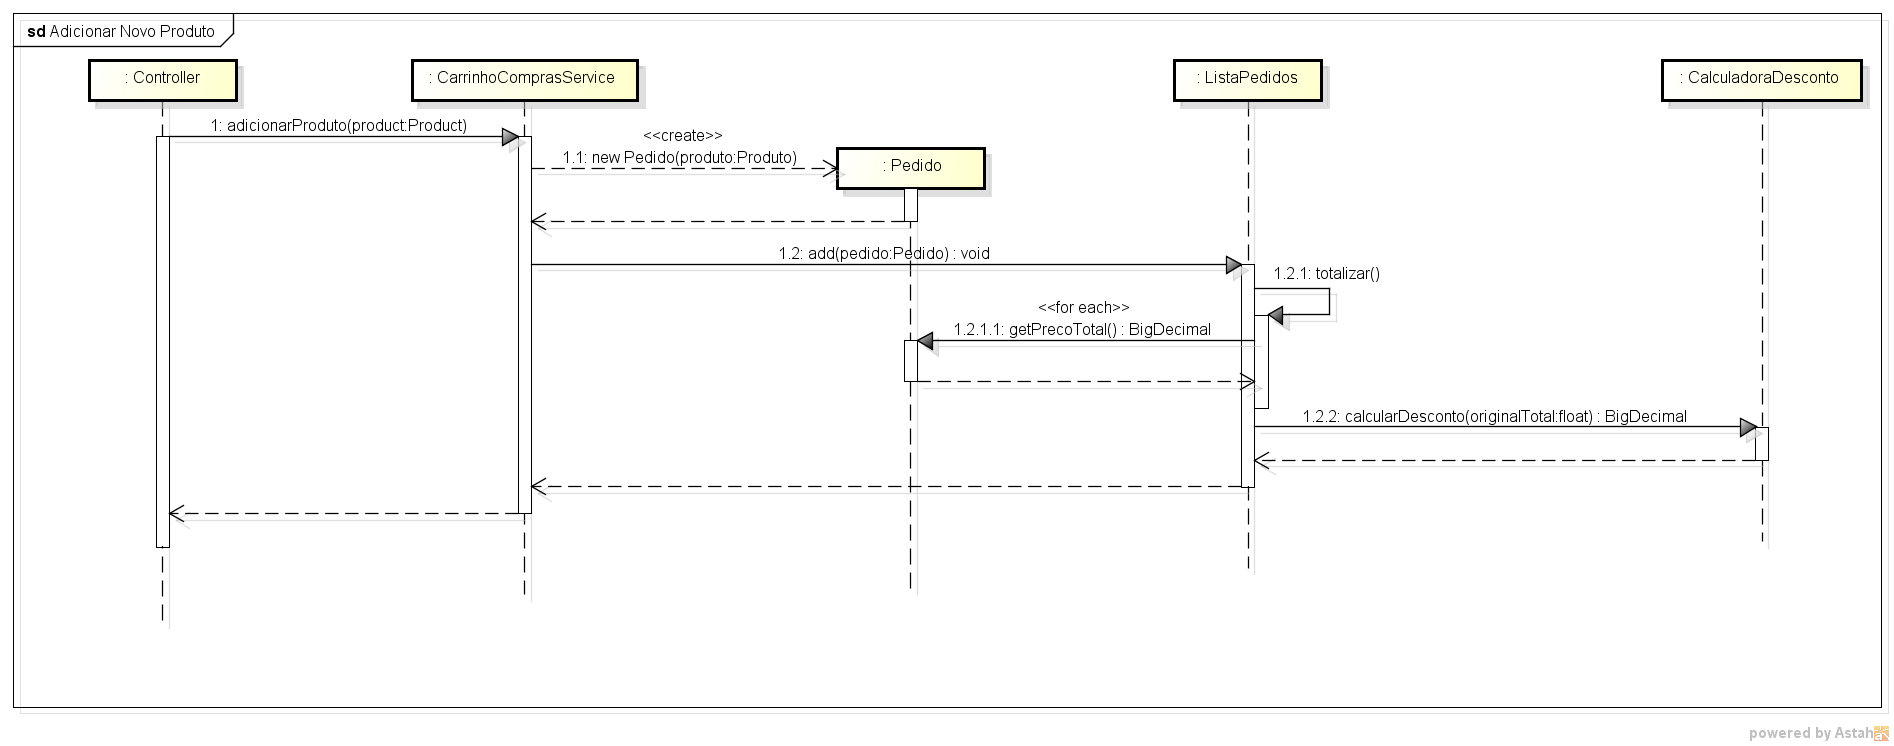 sd Adicionar Novo Produto
: Controller
: CarrinhoComprasService
: ListaPedidos
: CalculadoraDesconto
1: adicionarProduto(product:Product)
<<create>>
1.1: new Pedido(produto:Produto)
: Pedido
1.2: add(pedido:Pedido) : void
1.2.1: totalizar()
<<for each>>
1.2.1.1: getPrecoTotal() : BigDecimal
1.2.2: calcularDesconto(originalTotal:float) : BigDecimal
powered by Astah